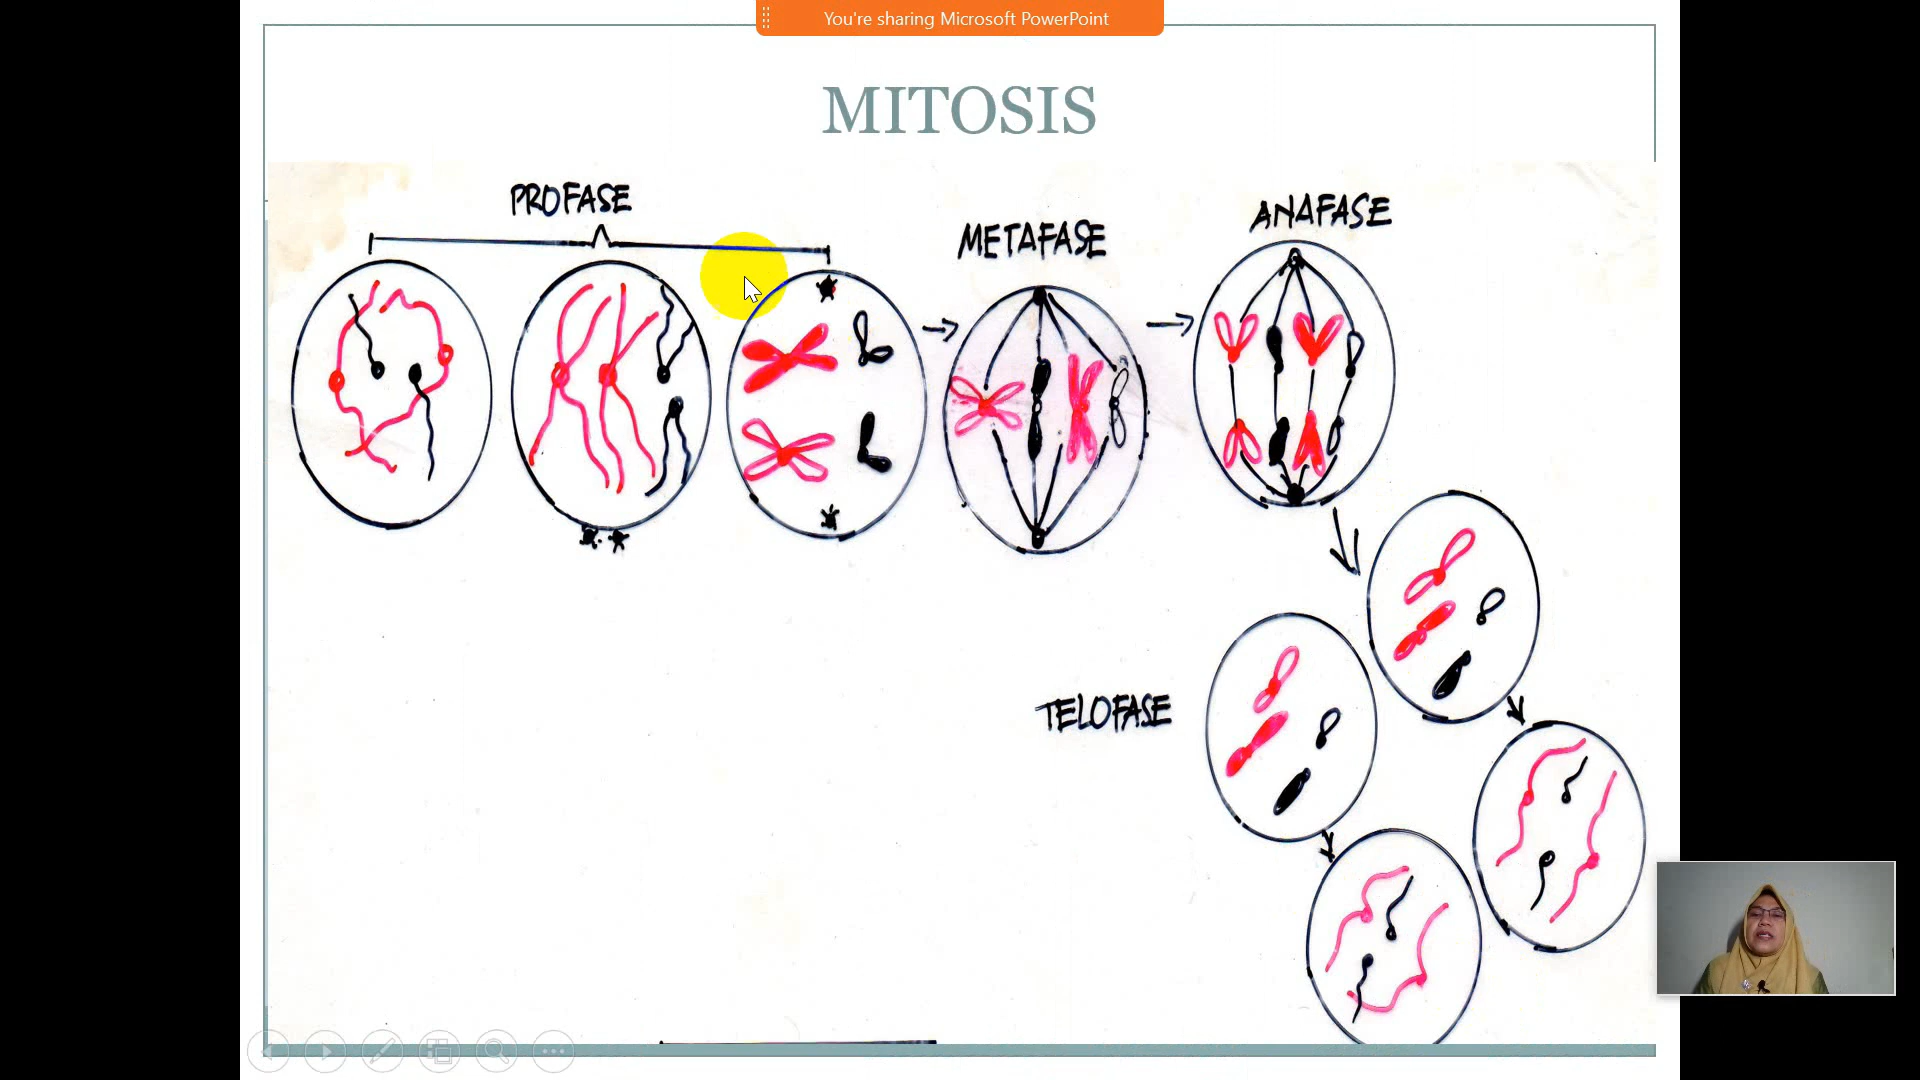 You're sharing Microsoft PowerPoint
MITOSIS
PROFASE
METAFASE
ANAFASE
TELOFASE